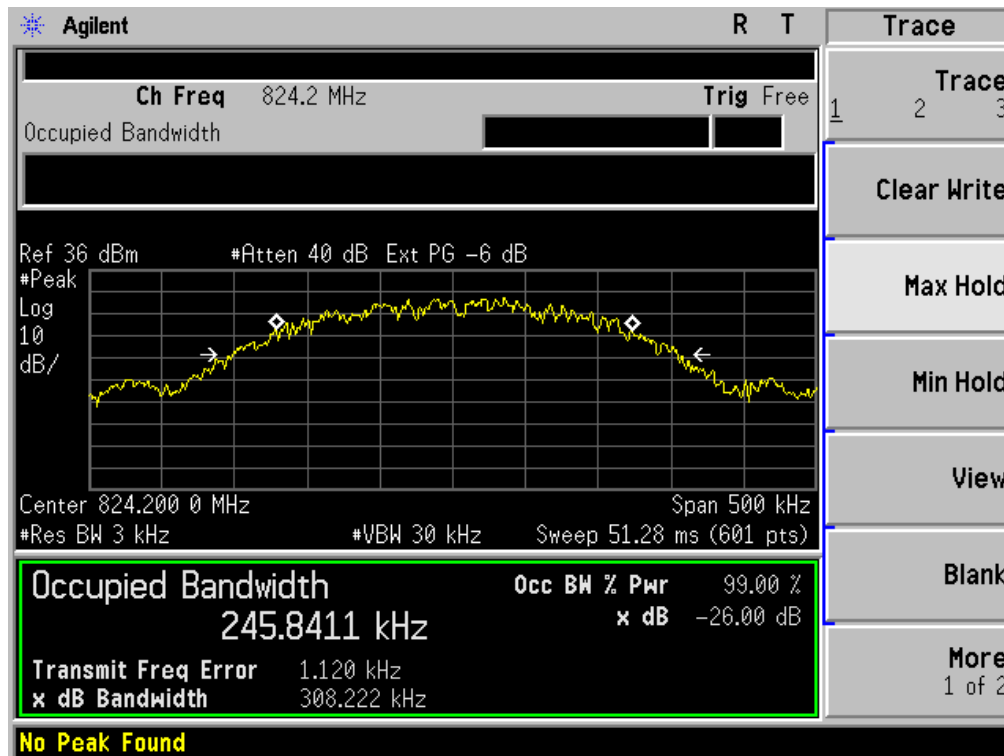 Agilent R T Trace
Ch Freq 824.2 MHz Trig Free
Occupied Bandwidth
Trace
1 2 3
Clear Write
Max Hold
Min Hold
View
Blank
More
1 of 2
Ref 36 dBm #Atten 40 dB Ext PG -6 dB
#Peak
Log
10
dB/
Center 824.200 0 MHz Span 500 kHz
#Res BW 3 kHz #VBW 30 kHz Sweep 51.28 ms (601 pts)
Occupied Bandwidth Occ BW % Pwr 99.00 %
245.8411 kHz x dB -26.00 dB
Transmit Freq Error 1.120 kHz
x dB Bandwidth 308.222 kHz
No Peak Found